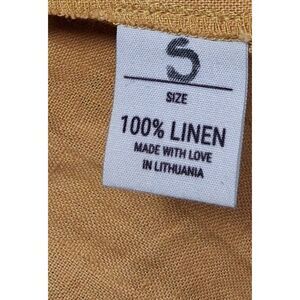 S
SIZE
100% LINEN
MADE WITH LOVE
IN LITHUANIA